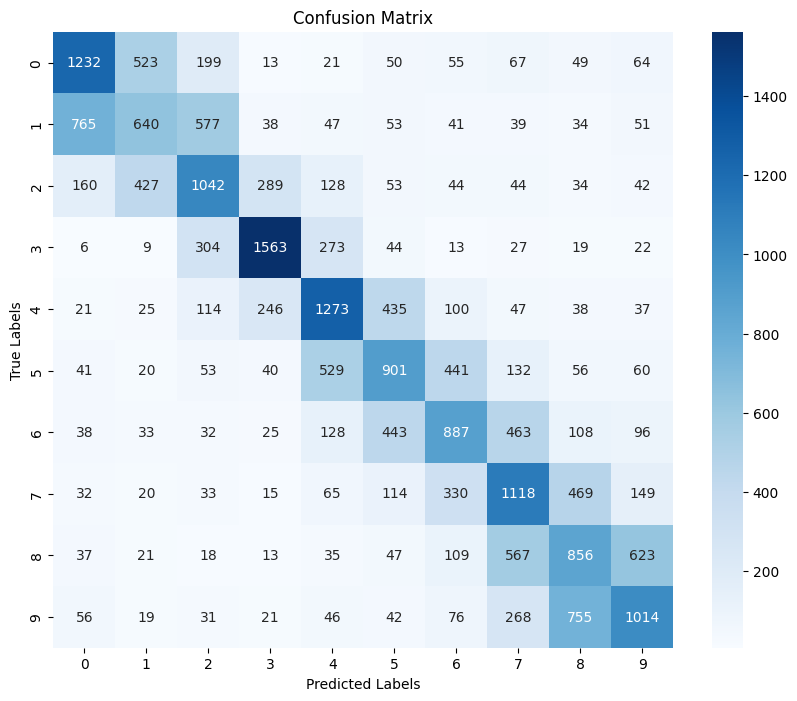 Confusion Matrix
True Labels
0 1232 523 199 13 21 50 55 67 49 64
1 765 640 577 38 47 53 41 39 34 51
2 160 427 1042 289 128 53 44 44 34 42
3 6 9 304 1563 273 44 13 27 19 22
4 21 25 114 246 1273 435 100 47 38 37
5 41 20 53 40 529 901 441 132 56 60
6 38 33 32 25 128 443 887 463 108 96
7 32 20 33 15 65 114 330 1118 469 149
8 37 21 18 13 35 47 109 567 856 623
9 56 19 31 21 46 42 76 268 755 1014
0 1 2 3 4 5 6 7 8 9
Predicted Labels
1400
1200
1000
800
600
400
200